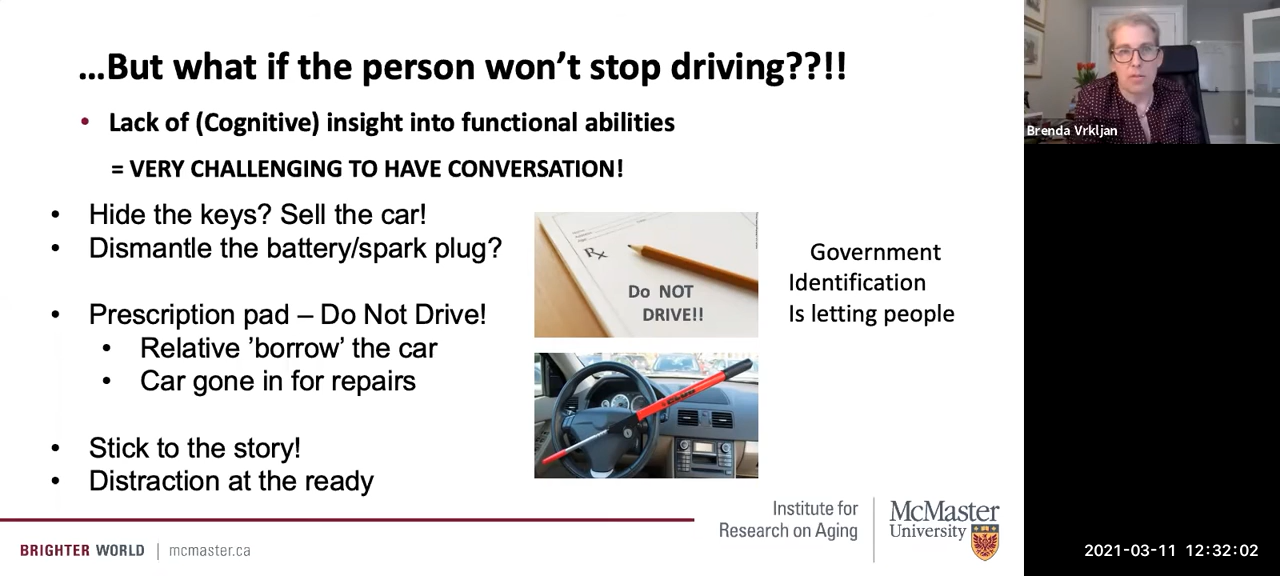 ...But what if the person won't stop driving??!!
• Lack of (Cognitive) insight into functional abilities
= VERY CHALLENGING TO HAVE CONVERSATION!
• Hide the keys? Sell the car!
• Dismantle the battery/spark plug?
• Prescription pad – Do Not Drive!
• Relative ’borrow’ the car
• Car gone in for repairs
• Stick to the story!
• Distraction at the ready
Rx
Do NOT
DRIVE!!
Government
Identification
Is letting people
Institute for
Research on Aging
McMaster
University
BRIGHTER WORLD | mcmaster.ca
Brenda Vrkljan
2021-03-11 12:32:02